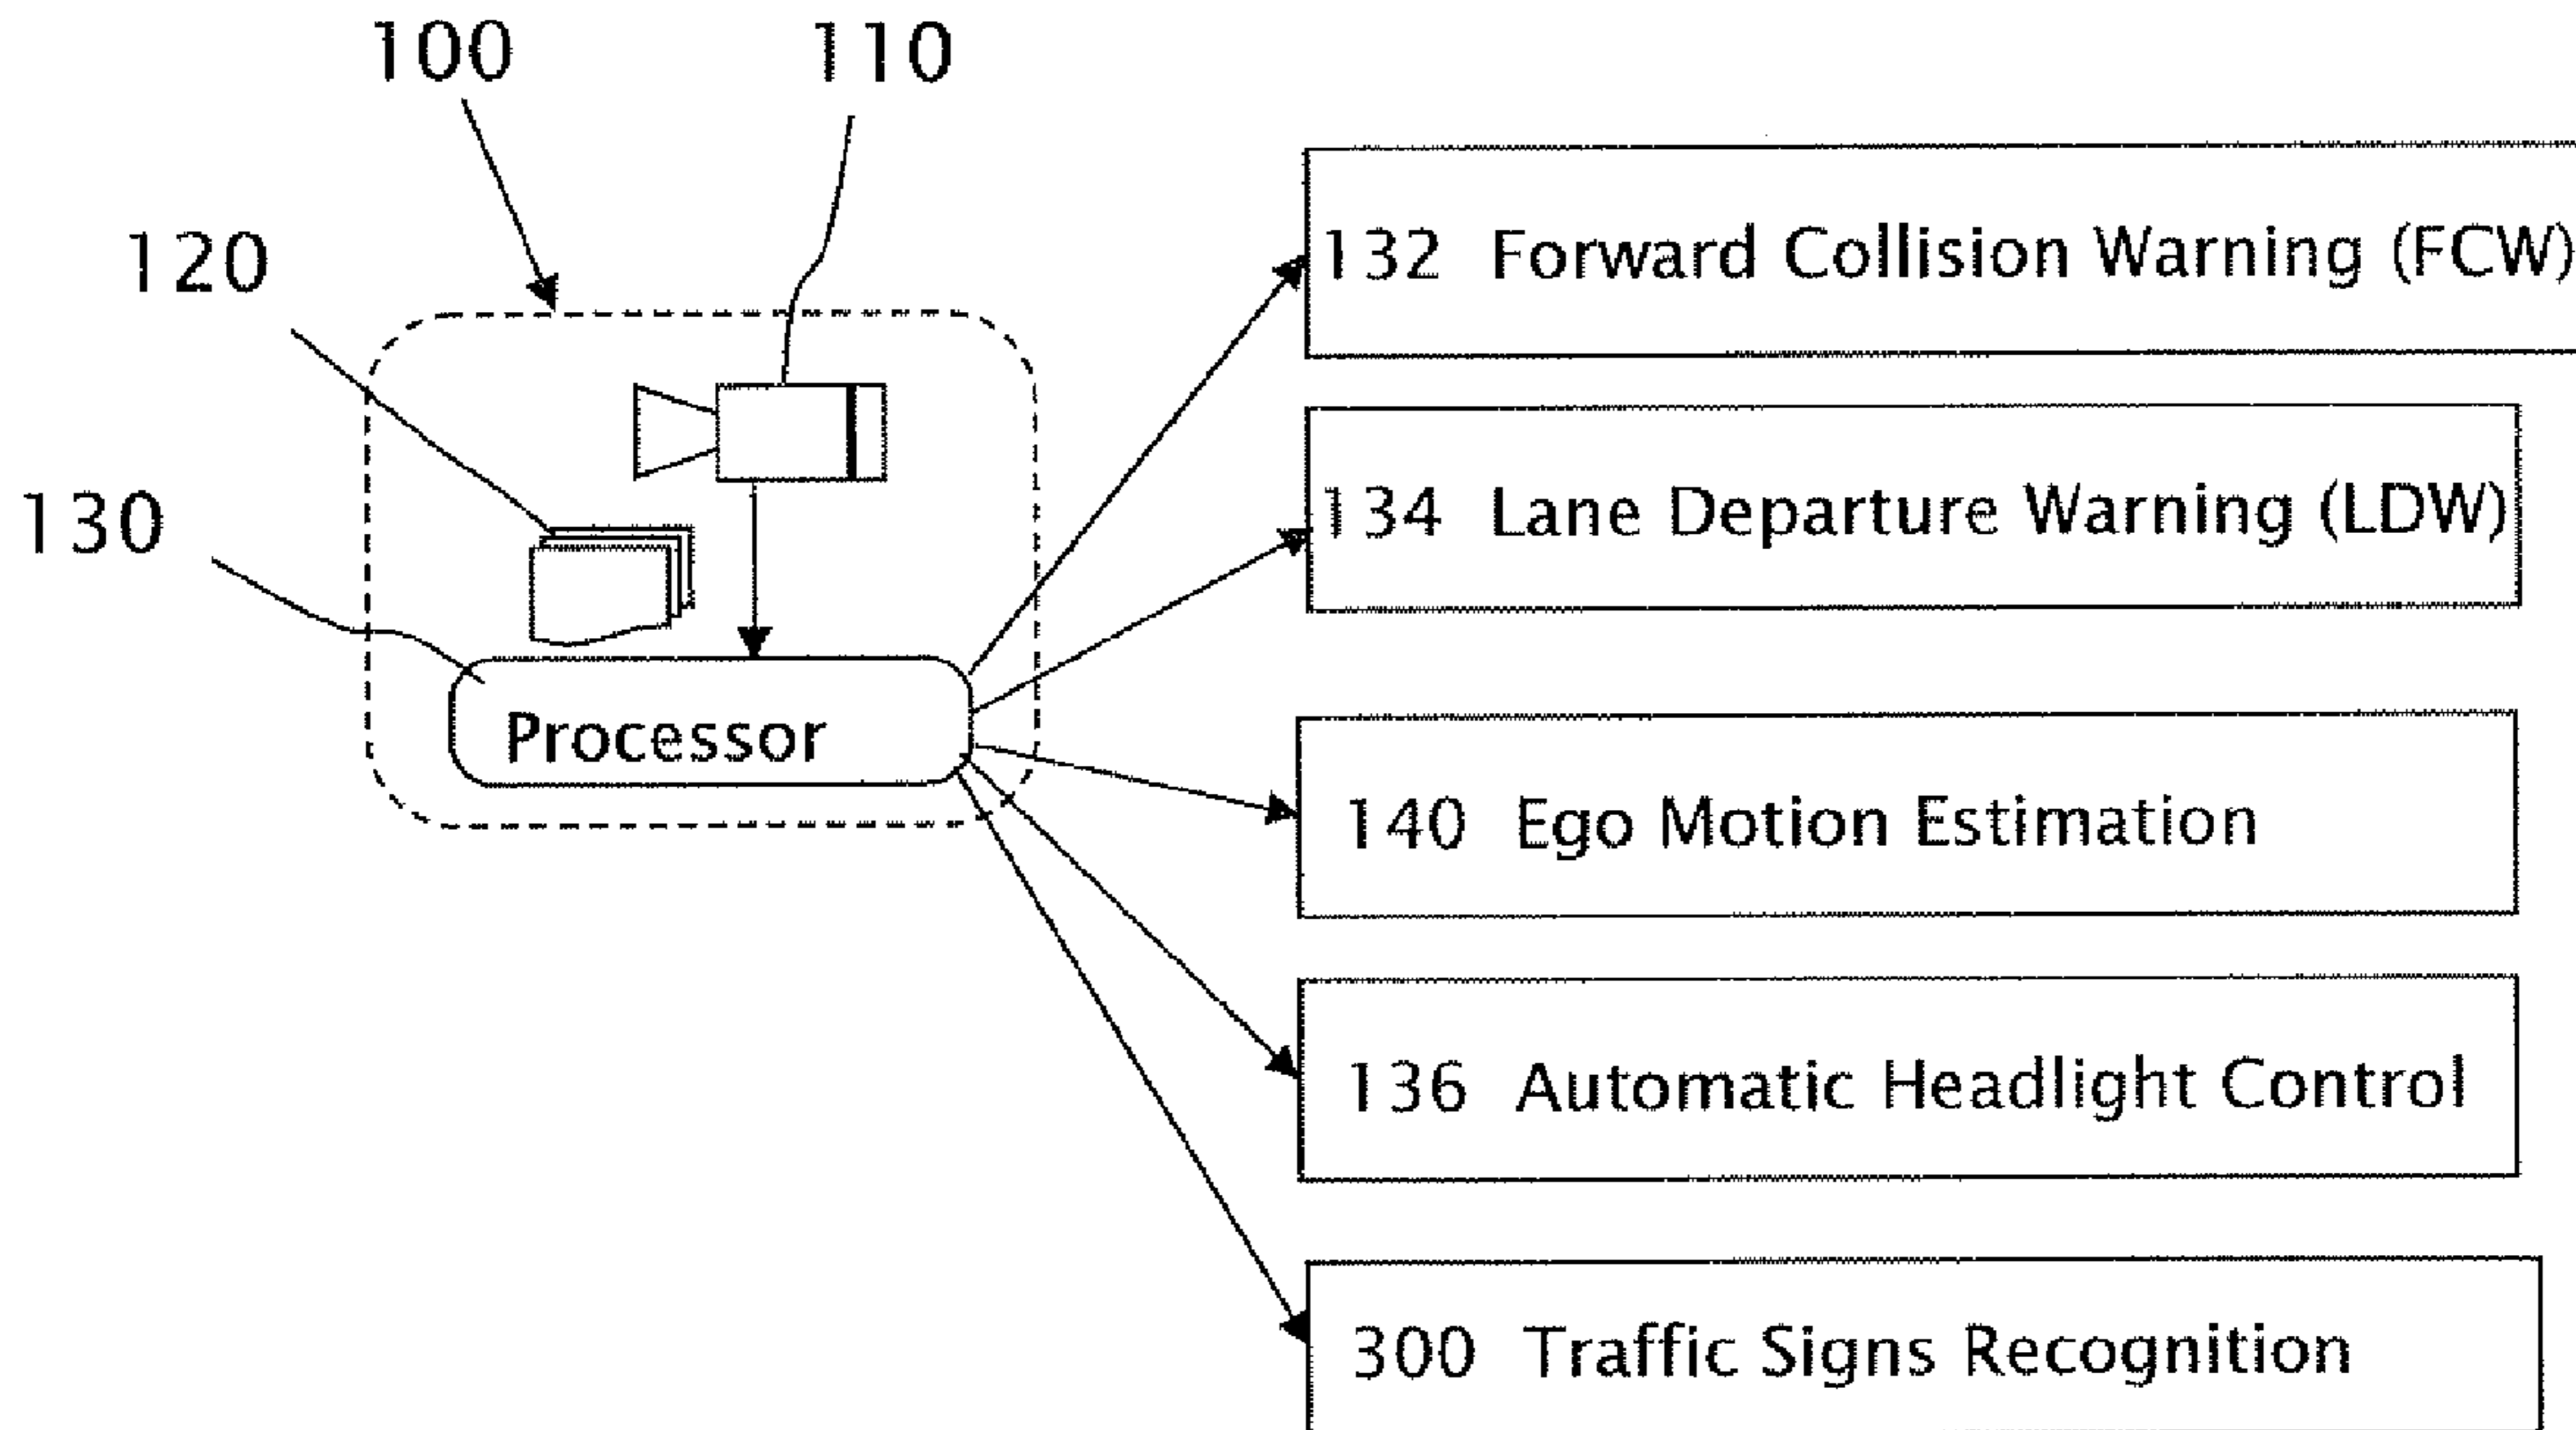 100
110
120
130
Processor
132 Forward Collision Warning (FCW)
134 Lane Departure Warning (LDW)
140 Ego Motion Estimation
136 Automatic Headlight Control
300 Traffic Signs Recognition